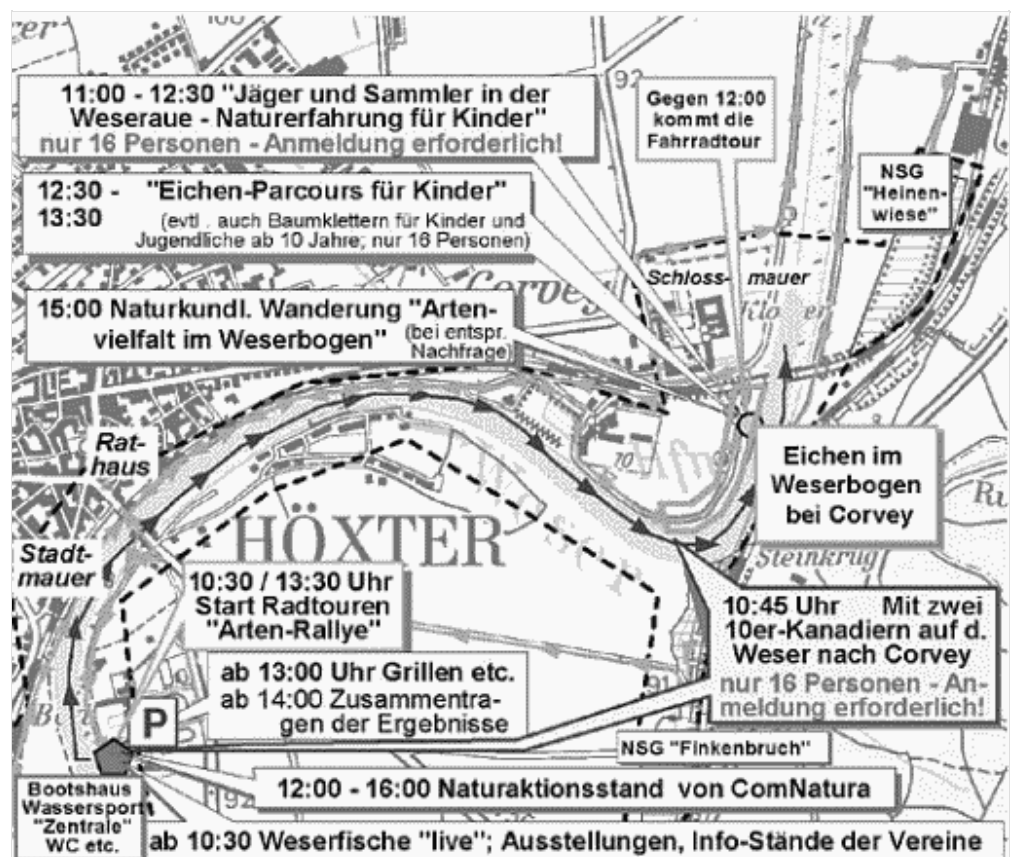 11:00 - 12:30 "Jäger und Sammler in der
Weseraue - Naturerfahrung für Kinder"
nur 16 Personen - Anmeldung erforderlich!
Gegen 12:00
kommt die
Fahrradtour
92
NSG
"Heinen-
wiese"
12:30 - "Eichen-Parcours für Kinder"
13:30 (evtl. auch Baumklettern für Kinder und
Jugendliche ab 10 Jahre; nur 16 Personen)
Schloss- mauer
Corvey
15:00 Naturkundl. Wanderung "Arten-
vielfalt im Weserbogen" (bei entspr.
Nachfrage)
Rat-
haus
Eichen im
Weserbogen
bei Corvey
HÖXTER
Stadt-
mauer
Steinkrug
10:30 / 13:30 Uhr
Start Radtouren
"Arten-Rallye"
10:45 Uhr Mit zwei
10er-Kanadiern auf d.
Weser nach Corvey
nur 16 Personen - An-
meldung erforderlich!
ab 13:00 Uhr Grillen etc.
ab 14:00 Zusammentra-
gen der Ergebnisse
91
P
NSG "Finkenbruch"
12:00 - 16:00 Naturaktionsstand von ComNatura
92
Bootshaus
Wassersport
"Zentrale"
WC etc.
ab 10:30 Weserfische "live"; Ausstellungen, Info-Stände der Vereine